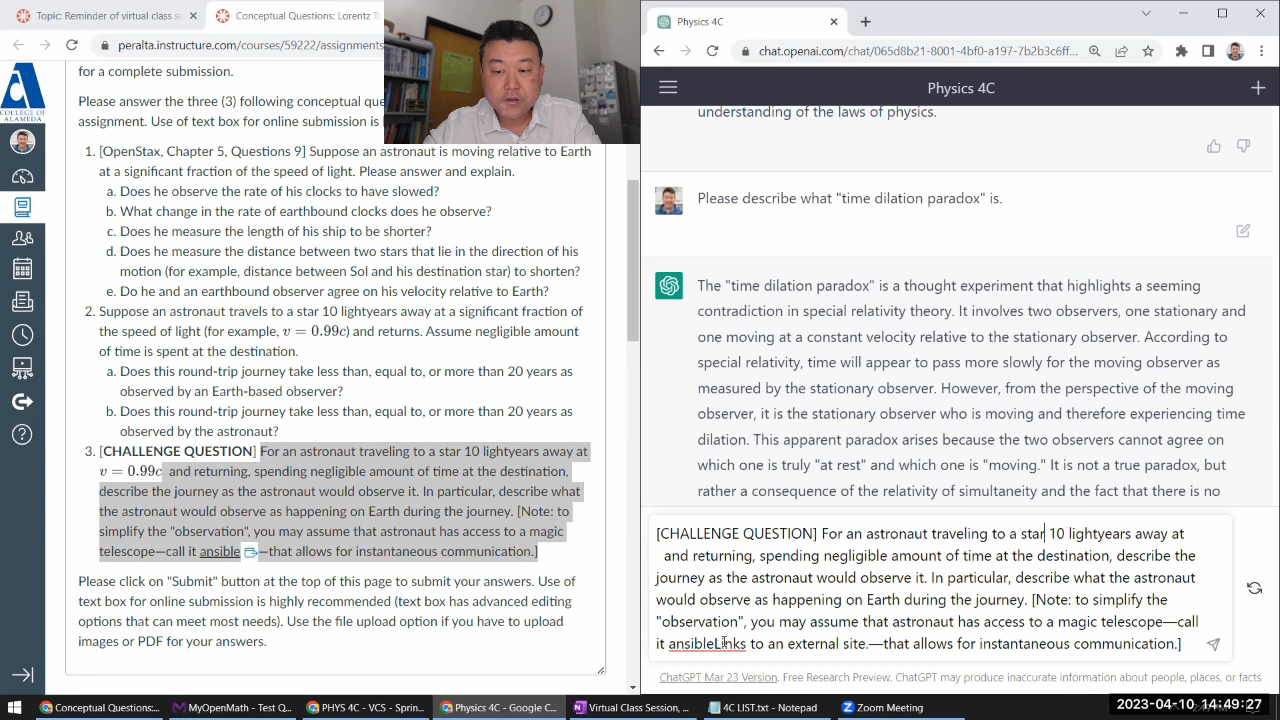 Topic: Reminder of virtual class se
Conceptual Questions: Lorentz Tr
peralta.instructure.com/courses/59222/assignments
COLLEGE OF
ALAMEDA
for a complete submission.
Please answer the three (3) following conceptual que
assignment. Use of text box for online submission is
1. [OpenStax, Chapter 5, Questions 9] Suppose an astronaut is moving relative to Earth
at a significant fraction of the speed of light. Please answer and explain.
a. Does he observe the rate of his clocks to have slowed?
b. What change in the rate of earthbound clocks does he observe?
c. Does he measure the length of his ship to be shorter?
d. Does he measure the distance between two stars that lie in the direction of his
motion (for example, distance between Sol and his destination star) to shorten?
e. Do he and an earthbound observer agree on his velocity relative to Earth?
2. Suppose an astronaut travels to a star 10 lightyears away at a significant fraction of
the speed of light (for example, v = 0.99c) and returns. Assume negligible amount
of time is spent at the destination.
a. Does this round-trip journey take less than, equal to, or more than 20 years as
observed by an Earth-based observer?
b. Does this round-trip journey take less than, equal to, or more than 20 years as
observed by the astronaut?
3. [CHALLENGE QUESTION] For an astronaut traveling to a star 10 lightyears away at
v = 0.99c and returning, spending negligible amount of time at the destination,
describe the journey as the astronaut would observe it. In particular, describe what
the astronaut would observe as happening on Earth during the journey. [Note: to
simplify the "observation", you may assume that astronaut has access to a magic
telescope—call it ansible —that allows for instantaneous communication.]
Please click on "Submit" button at the top of this page to submit your answers. Use of
text box for online submission is highly recommended (text box has advanced editing
options that can meet most needs). Use the file upload option if you have to upload
images or PDF for your answers.
Physics 4C
chat.openai.com/chat/065d8b21-8001-4bf0-a197-7b2b3c6ff...
Physics 4C
understanding of the laws of physics.
Please describe what "time dilation paradox" is.
The "time dilation paradox" is a thought experiment that highlights a seeming
contradiction in special relativity theory. It involves two observers, one stationary and
one moving at a constant velocity relative to the stationary observer. According to
special relativity, time will appear to pass more slowly for the moving observer as
measured by the stationary observer. However, from the perspective of the moving
observer, it is the stationary observer who is moving and therefore experiencing time
dilation. This apparent paradox arises because the two observers cannot agree on
which one is truly "at rest" and which one is "moving." It is not a true paradox, but
rather a consequence of the relativity of simultaneity and the fact that there is no
[CHALLENGE QUESTION] For an astronaut traveling to a star 10 lightyears away at
and returning, spending negligible amount of time at the destination, describe the
journey as the astronaut would observe it. In particular, describe what the astronaut
would observe as happening on Earth during the journey. [Note: to simplify the
"observation", you may assume that astronaut has access to a magic telescope—call
it ansibleLinks to an external site.—that allows for instantaneous communication.]
ChatGPT Mar 23 Version. Free Research Preview. ChatGPT may produce inaccurate information about people, places, or facts
Conceptual Questions:...
MyOpenMath - Test Q...
PHYS 4C - VCS - Sprin...
Physics 4C - Google C...
Virtual Class Session, ...
4C LIST.txt - Notepad
Zoom Meeting
2023-04-10 14:49:27